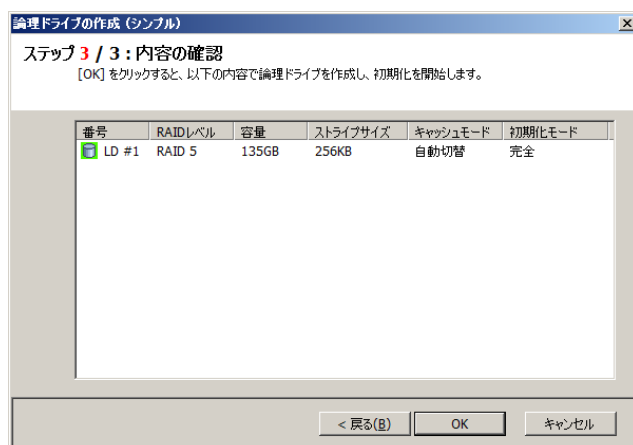 論理ドライブの作成 (シンプル)
ステップ 3 / 3 : 内容の確認
[OK] をクリックすると、以下の内容で論理ドライブを作成し、初期化を開始します。
番号 RAIDレベル 容量 ストライプサイズ キャッシュモード 初期化モード
LD #1 RAID 5 135GB 256KB 自動切替 完全
< 戻る(B) OK キャンセル